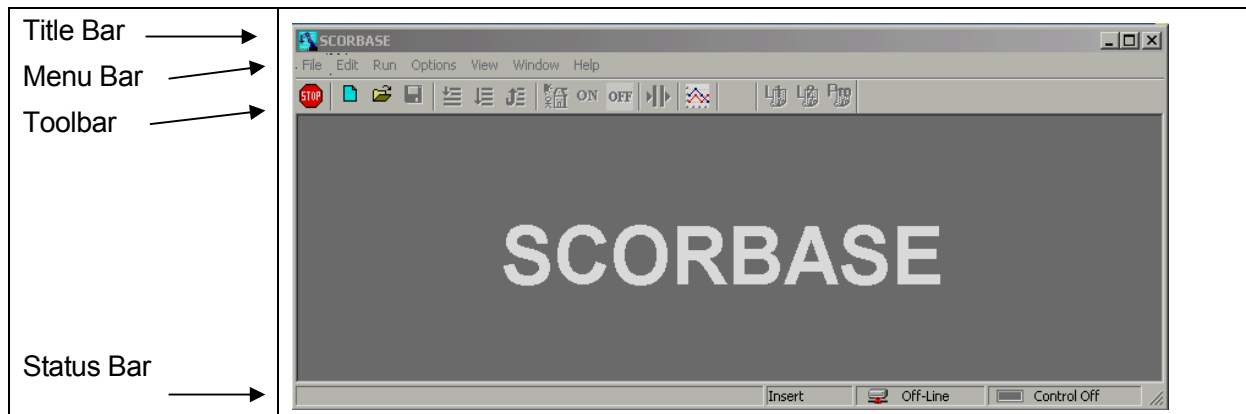 Title Bar
Menu Bar
Toolbar
Status Bar
SCORBASE
File Edit Run Options View Window Help
STOP ON OFF
SCORBASE
Insert Off-Line Control Off